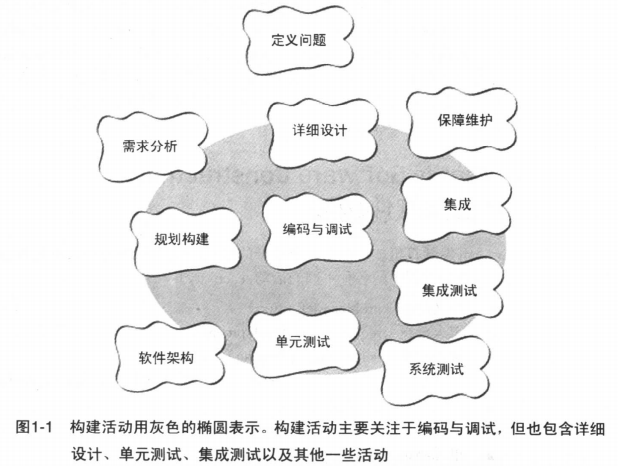 定义问题
详细设计
保障维护
需求分析
集成
编码与调试
规划构建
集成测试
单元测试
软件架构
系统测试
图1-1 构建活动用灰色的椭圆表示。构建活动主要关注于编码与调试，但也包含详细
设计、单元测试、集成测试以及其他一些活动